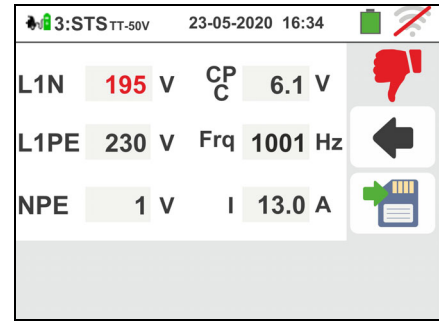 3:STS TT-50V 23-05-2020 16:34
L1N 195 V CP C 6.1 V
L1PE 230 V Frq 1001 Hz
NPE 1 V I 13.0 A